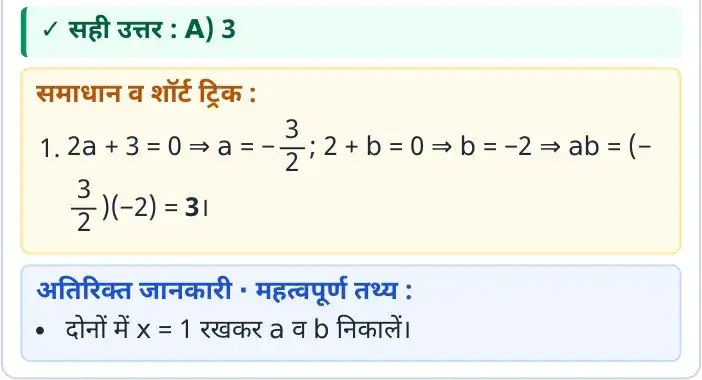 ✓ सही उत्तर : A) 3
समाधान व शॉर्ट ट्रिक :
1. 2a + 3 = 0 ⇒ a = −3/2; 2 + b = 0 ⇒ b = −2 ⇒ ab = (−
3/2)(−2) = 3।
अतिरिक्त जानकारी · महत्वपूर्ण तथ्य :
• दोनों में x = 1 रखकर a व b निकालें।